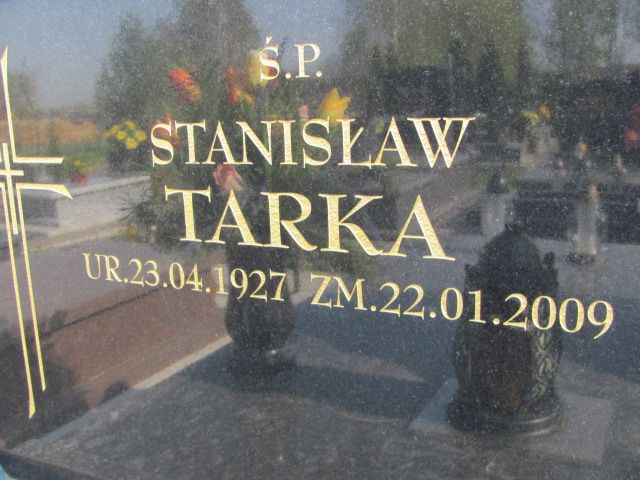 Ś.P.
STANISŁAW
TARKA
UR.23.04.1927 ZM.22.01.2009